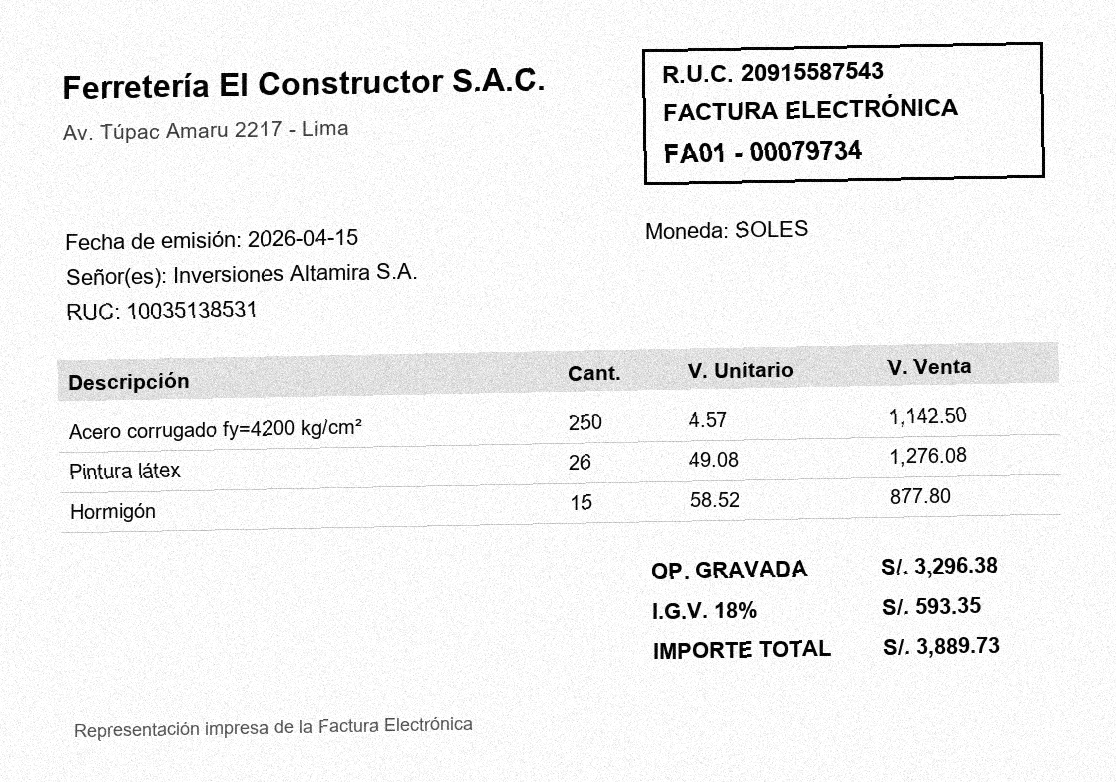 Ferretería El Constructor S.A.C.
Av. Túpac Amaru 2217 - Lima
R.U.C. 20915587543
FACTURA ELECTRÓNICA
FA01 - 00079734
Fecha de emisión: 2026-04-15
Moneda: SOLES
Señor(es): Inversiones Altamira S.A.
RUC: 10035138531
Descripción Cant. V. Unitario V. Venta
Acero corrugado fy=4200 kg/cm² 250 4.57 1,142.50
Pintura látex 26 49.08 1,276.08
Hormigón 15 58.52 877.80
OP. GRAVADA S/. 3,296.38
I.G.V. 18% S/. 593.35
IMPORTE TOTAL S/. 3,889.73
Representación impresa de la Factura Electrónica